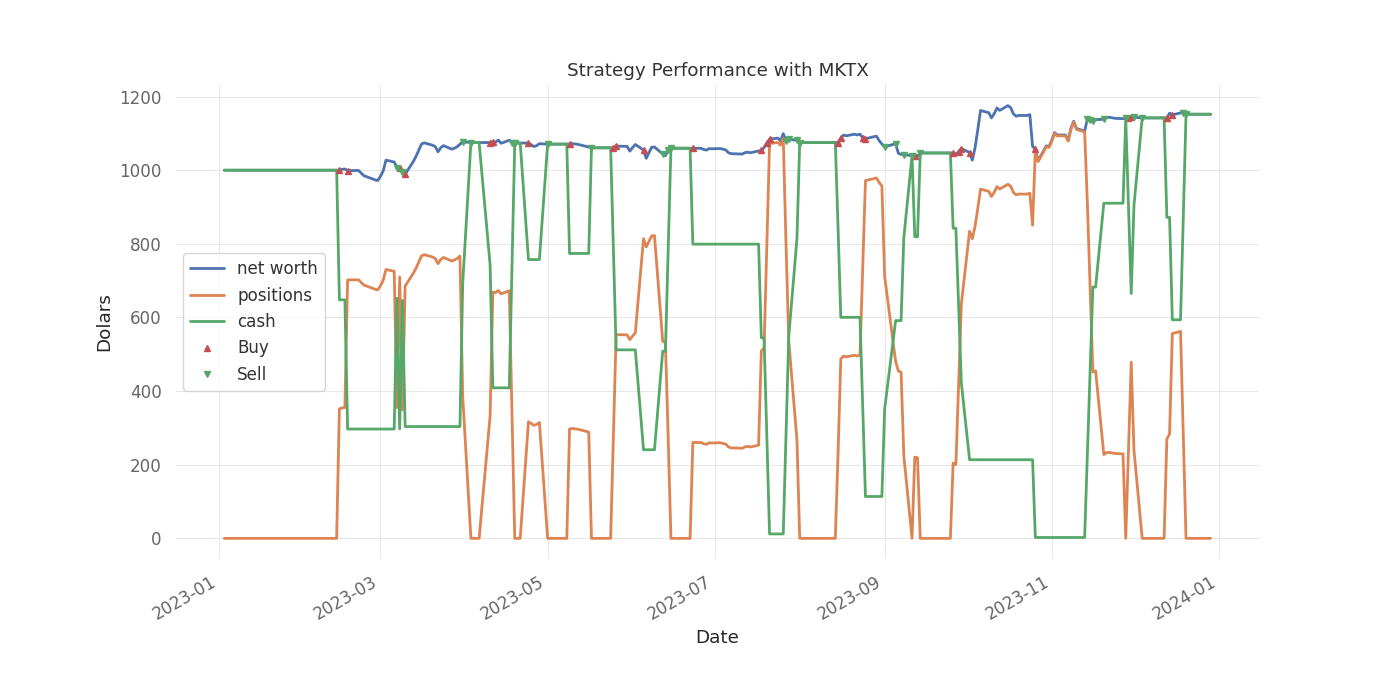 Strategy Performance with MKTX
1200
1000
800
600
400
200
0
Dolars
net worth
positions
cash
Buy
Sell
2023-01
2023-03
2023-05
2023-07
2023-09
2023-11
2024-01
Date